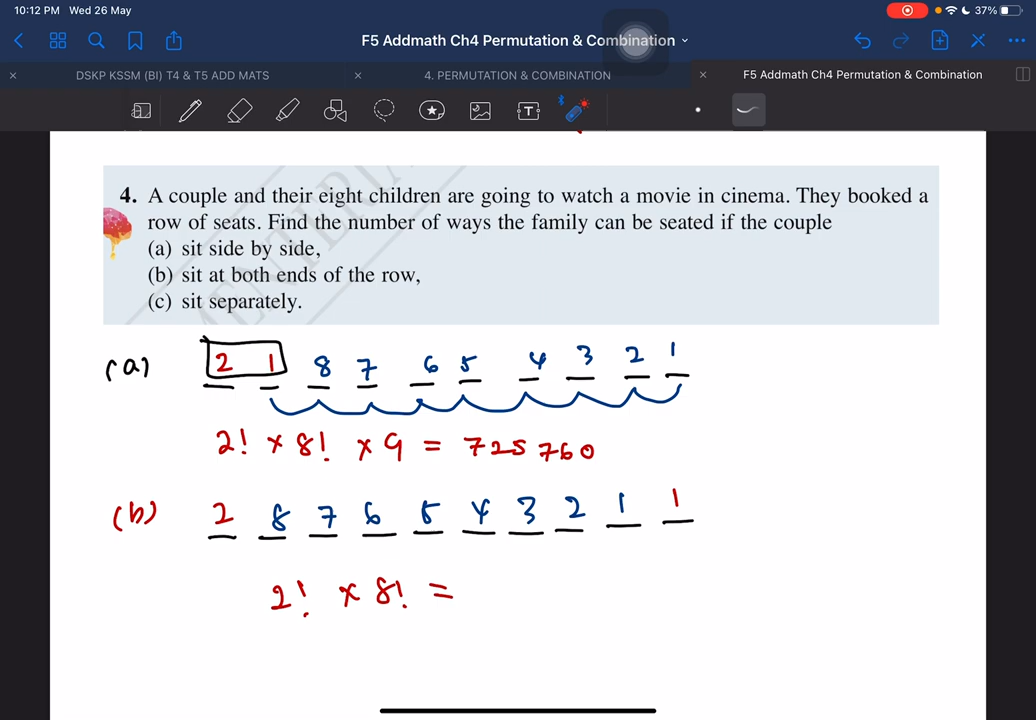 10:12 PM Wed 26 May
37%
F5 Addmath Ch4 Permutation & Combination
DSKP KSSM (BI) T4 & T5 ADD MATS
4. PERMUTATION & COMBINATION
F5 Addmath Ch4 Permutation & Combination
4. A couple and their eight children are going to watch a movie in cinema. They booked a
row of seats. Find the number of ways the family can be seated if the couple
(a) sit side by side,
(b) sit at both ends of the row,
(c) sit separately.
(a) 2 1 8 7 6 5 4 3 2 1
2! × 8! × 9 = 725760
(b) 2 8 7 6 5 4 3 2 1 1
2! × 8! =